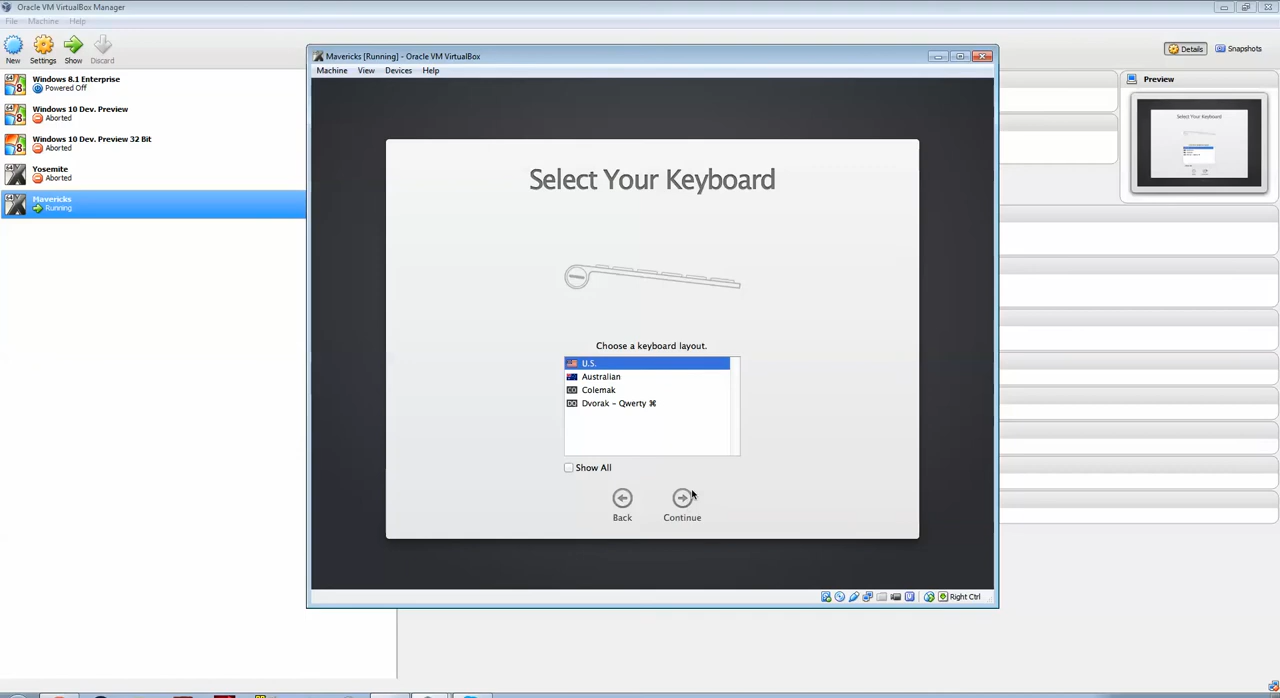 Oracle VM VirtualBox Manager
File Machine Help
New Settings Show Discard
Details Snapshots
Windows 8.1 Enterprise
Powered Off
Windows 10 Dev. Preview
Aborted
Windows 10 Dev. Preview 32 Bit
Aborted
Yosemite
Aborted
Mavericks
Running
Mavericks [Running] - Oracle VM VirtualBox
Machine View Devices Help
Select Your Keyboard
Choose a keyboard layout.
U.S.
Australian
Colemak
Dvorak - Qwerty ⌘
Show All
Back Continue
Right Ctrl
Preview
Select Your Keyboard